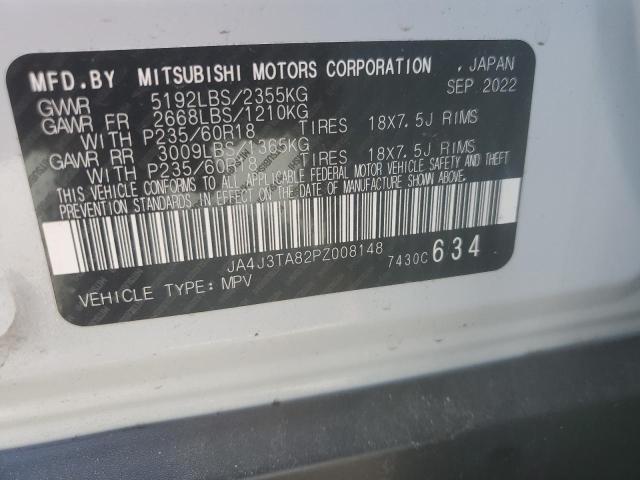 MFD.BY MITSUBISHI MOTORS CORPORATION , JAPAN
GVWR 5192LBS/2355KG SEP 2022
GAWR FR 2668LBS/1210KG
WITH P235/60R18 TIRES 18X7.5J RIMS
GAWR RR 3009LBS/1365KG
WITH P235/60R18 TIRES 18X7.5J RIMS
THIS VEHICLE CONFORMS TO ALL APPLICABLE FEDERAL MOTOR VEHICLE SAFETY AND THEFT
PREVENTION STANDARDS IN EFFECT ON THE DATE OF MANUFACTURE SHOWN ABOVE.
JA4J3TA82PZ008148 7430C 634
VEHICLE TYPE: MPV